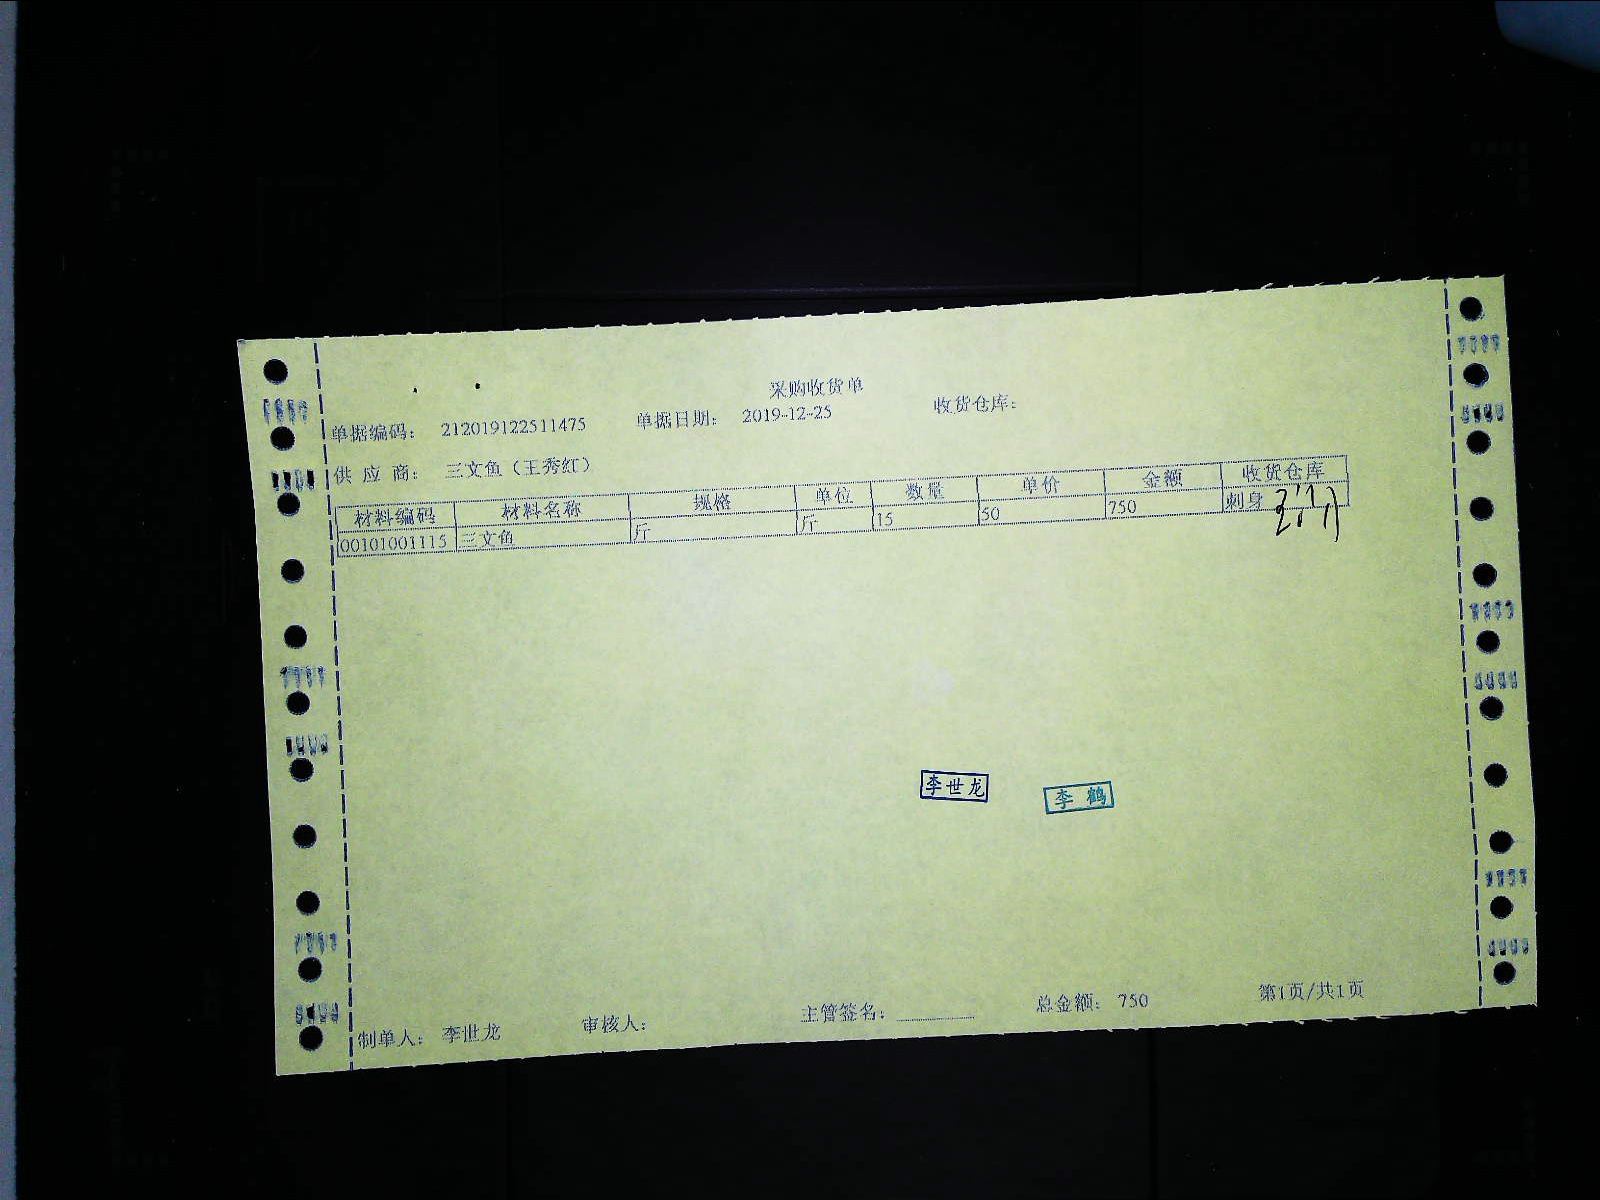 采购收货单
单据编码： 212019122511475 单据日期： 2019-12-25 收货仓库：
供 应 商： 三文鱼（王秀红）
材料编码 材料名称 规格 单位 数量 单价 金额 收货仓库
00101001115 三文鱼 斤 斤 15 50 750 刺身
李世龙 李鹤
制单人： 李世龙 审核人： 主管签名：________ 总金额： 750 第1页/共1页